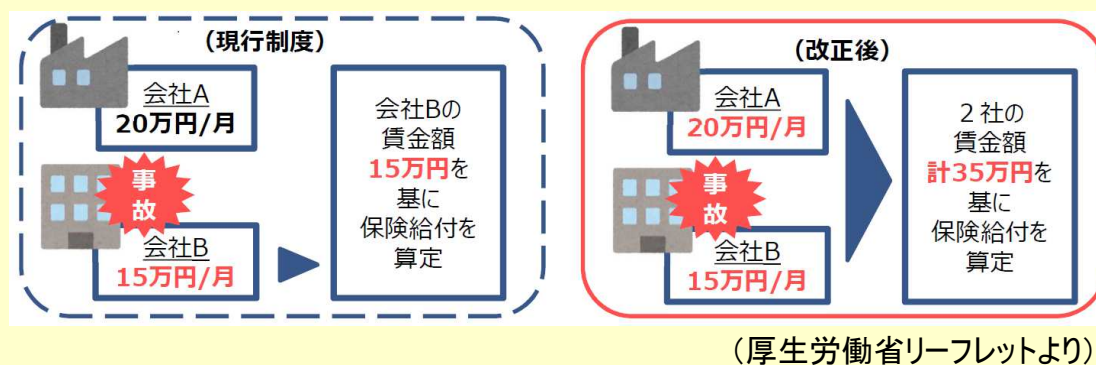 （現行制度）
会社A
20万円/月
事
故
会社B
15万円/月
会社Bの
賃金額
15万円を
基に
保険給付を
算定
（改正後）
会社A
20万円/月
事
故
会社B
15万円/月
２社の
賃金額
計35万円を
基に
保険給付を
算定
（厚生労働省リーフレットより）